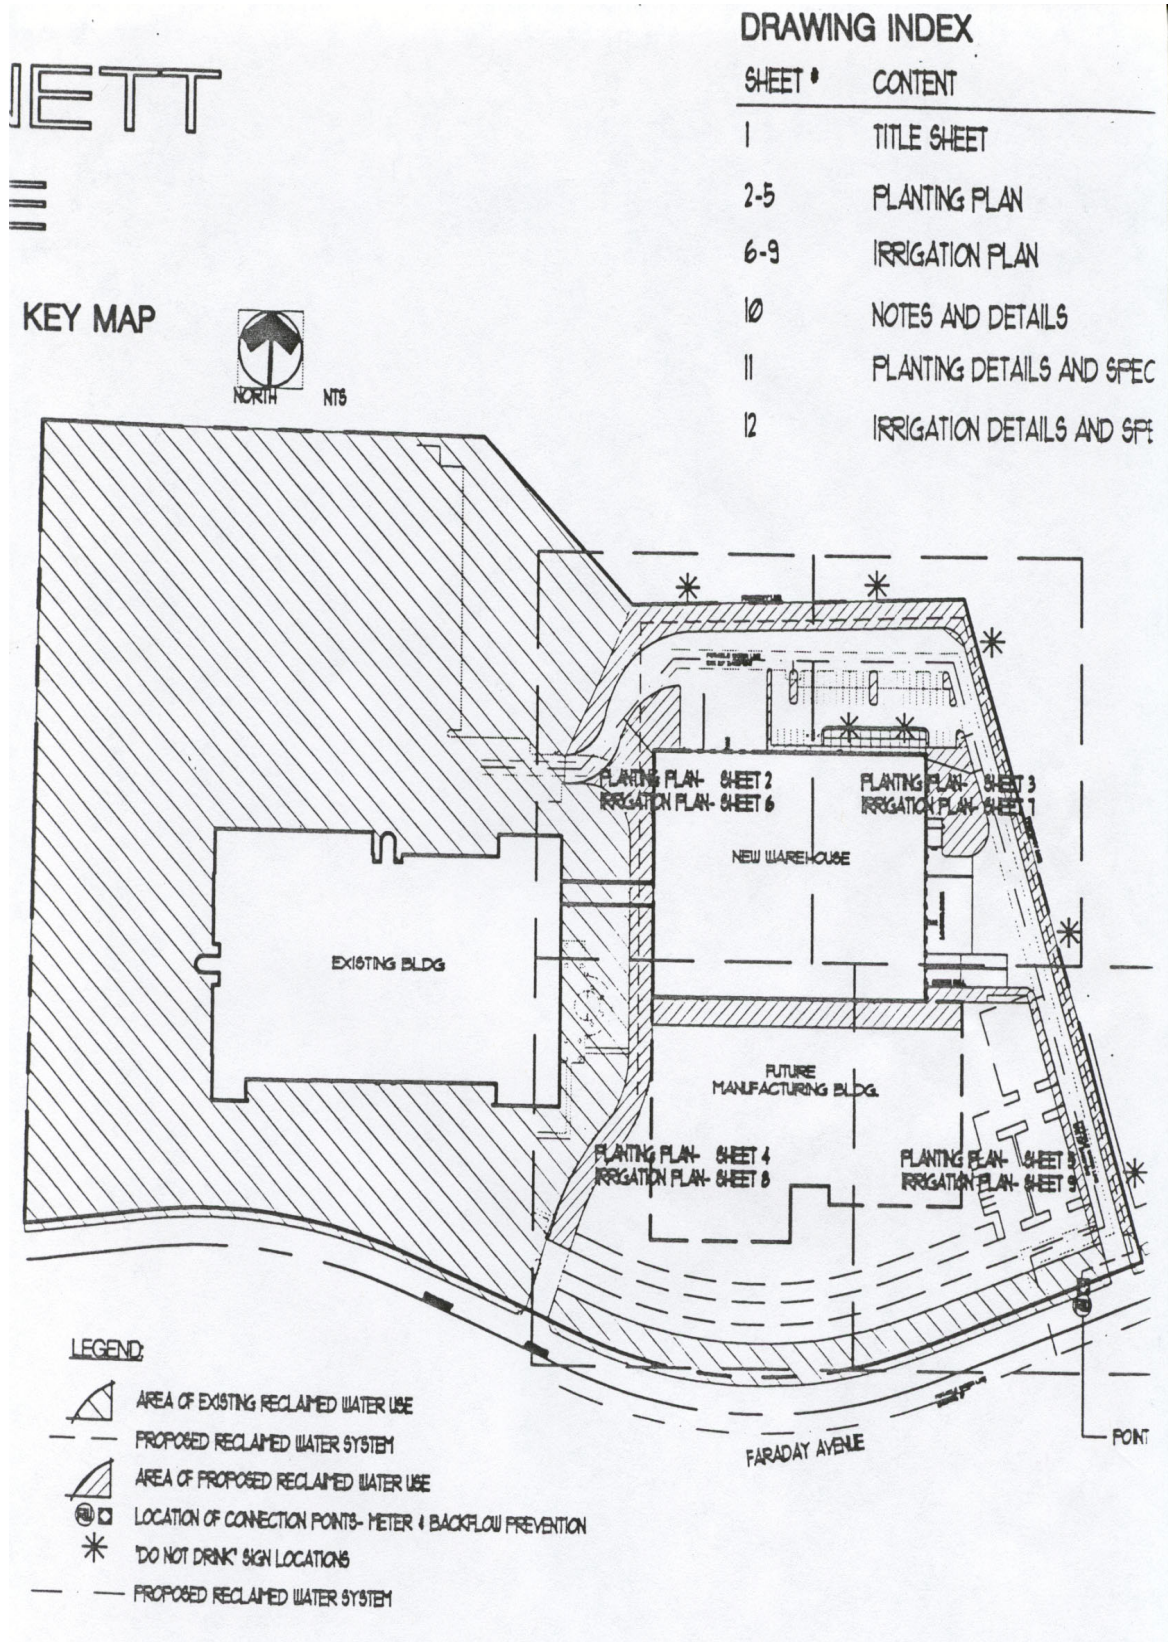 NETT
E
DRAWING INDEX
SHEET # CONTENT
1 TITLE SHEET
2-5 PLANTING PLAN
6-9 IRRIGATION PLAN
10 NOTES AND DETAILS
11 PLANTING DETAILS AND SPEC
12 IRRIGATION DETAILS AND SPE
KEY MAP
NORTH NTS
PLANTING PLAN- SHEET 2
IRRIGATION PLAN- SHEET 6
PLANTING PLAN- SHEET 3
IRRIGATION PLAN- SHEET 7
NEW WAREHOUSE
EXISTING BLDG
FUTURE
MANUFACTURING BLDG.
PLANTING PLAN- SHEET 4
IRRIGATION PLAN- SHEET 8
PLANTING PLAN- SHEET 5
IRRIGATION PLAN- SHEET 9
FARADAY AVENUE
POINT
LEGEND:
AREA OF EXISTING RECLAIMED WATER USE
PROPOSED RECLAIMED WATER SYSTEM
AREA OF PROPOSED RECLAIMED WATER USE
LOCATION OF CONNECTION POINTS- METER & BACKFLOW PREVENTION
"DO NOT DRINK" SIGN LOCATIONS
PROPOSED RECLAIMED WATER SYSTEM